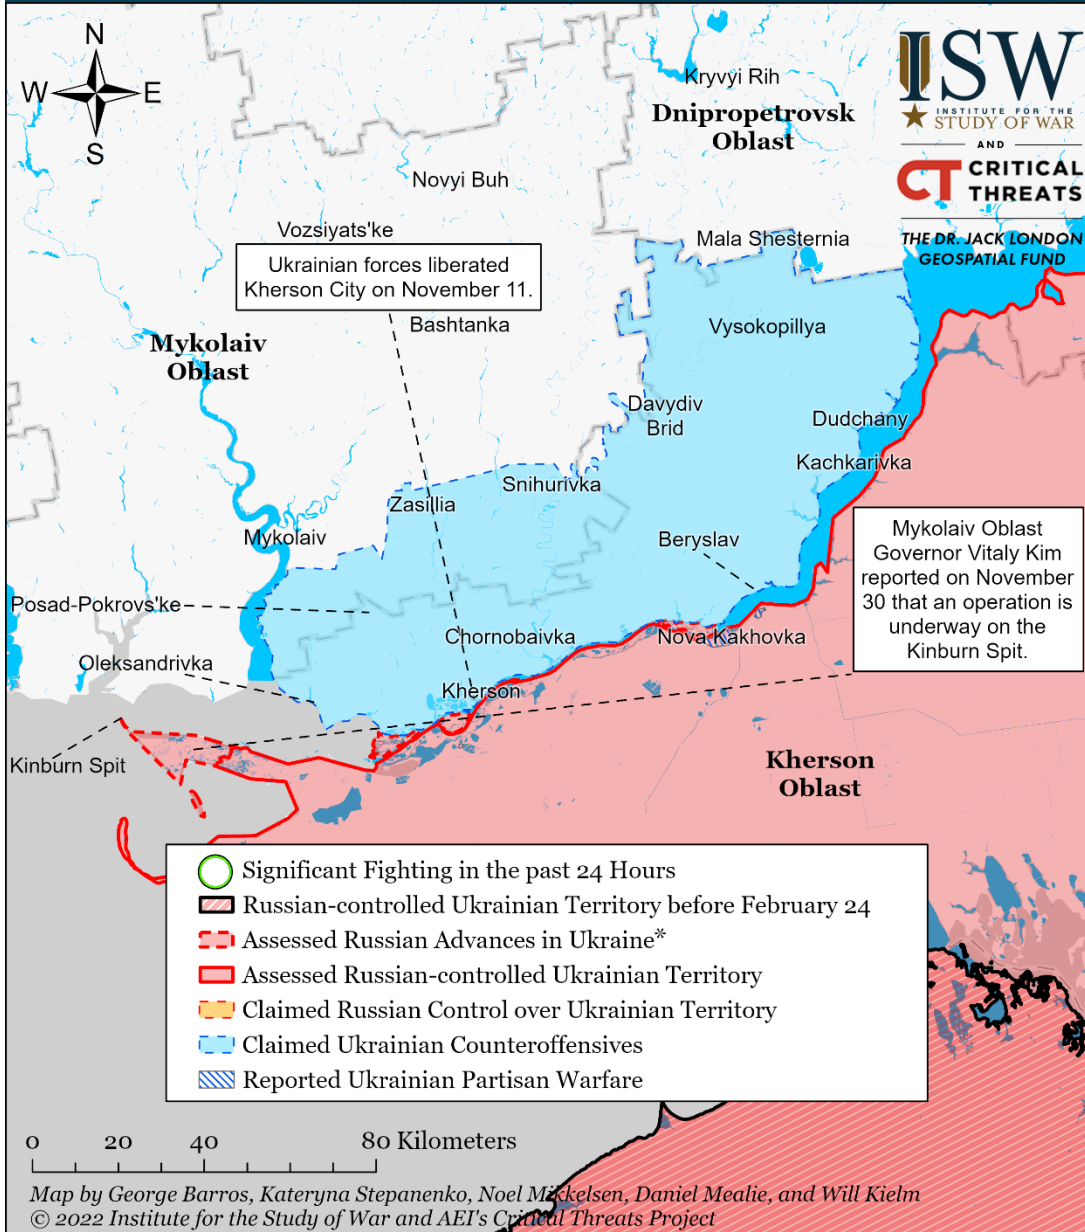 N
W
E
S
ISW
INSTITUTE FOR THE
STUDY OF WAR
AND
CT CRITICAL
THREATS
THE DR. JACK LONDON
GEOSPATIAL FUND
Kryvyi Rih
Dnipropetrovsk
Oblast
Novyi Buh
Vozsiyats'ke
Mala Shesternia
Ukrainian forces liberated
Kherson City on November 11.
Bashtanka
Vysokopillya
Mykolaiv
Oblast
Davydiv
Brid
Dudchany
Kachkarivka
Snihurivka
Zasillia
Mykolaiv
Beryslav
Mykolaiv Oblast
Governor Vitaly Kim
reported on November
30 that an operation is
underway on the
Kinburn Spit.
Posad-Pokrovs'ke
Chornobaivka
Nova Kakhovka
Oleksandrivka
Kherson
Kinburn Spit
Kherson
Oblast
Significant Fighting in the past 24 Hours
Russian-controlled Ukrainian Territory before February 24
Assessed Russian Advances in Ukraine*
Assessed Russian-controlled Ukrainian Territory
Claimed Russian Control over Ukrainian Territory
Claimed Ukrainian Counteroffensives
Reported Ukrainian Partisan Warfare
0 20 40 80 Kilometers
Map by George Barros, Kateryna Stepanenko, Noel Mikkelsen, Daniel Mealie, and Will Kielm
© 2022 Institute for the Study of War and AEI's Critical Threats Project